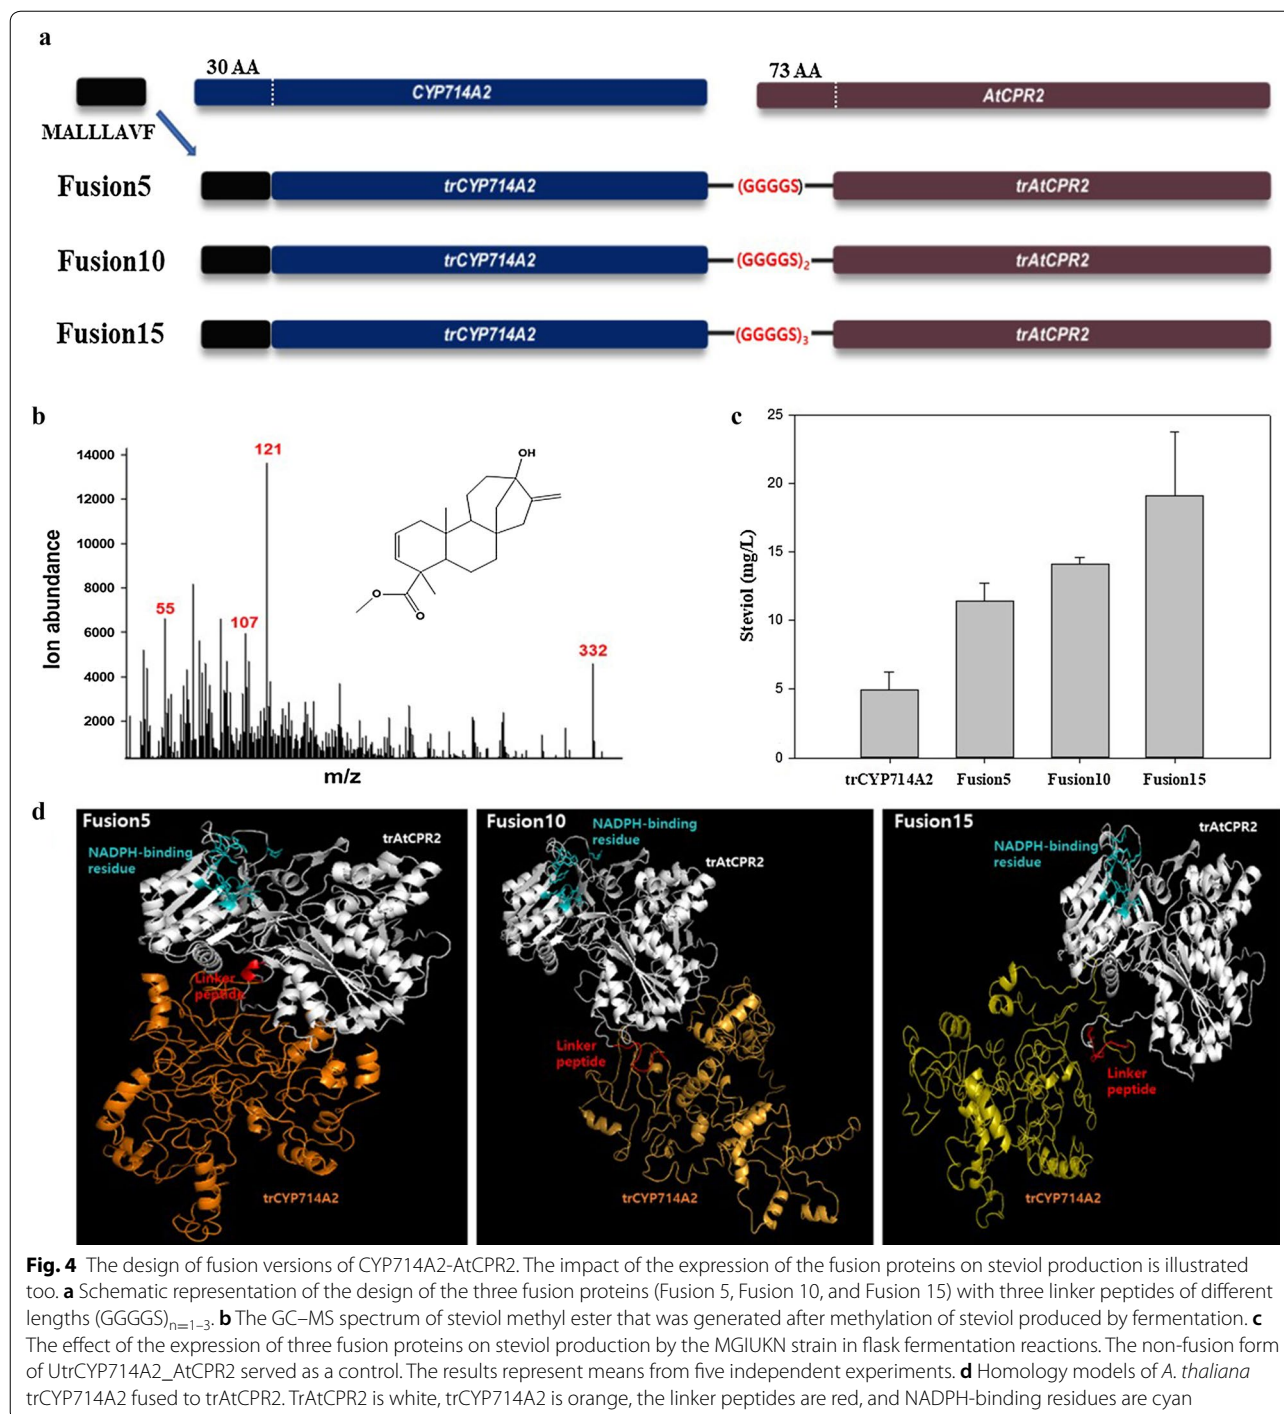 a
30 AA
CYP714A2
73 AA
AtCPR2
MALLLAVF
Fusion5
trCYP714A2
(GGGGS)
trAtCPR2
Fusion10
trCYP714A2
(GGGGS)2
trAtCPR2
Fusion15
trCYP714A2
(GGGGS)3
trAtCPR2
b
14000
12000
10000
8000
6000
4000
2000
Ion abundance
55
107
121
332
OH
O
O
m/z
c
25
20
15
10
5
0
Steviol (mg/L)
trCYP714A2
Fusion5
Fusion10
Fusion15
d
Fusion5
NADPH-binding
residue
trAtCPR2
Linker
peptide
trCYP714A2
Fusion10
NADPH-binding
residue
trAtCPR2
Linker
peptide
trCYP714A2
Fusion15
NADPH-binding
residue
trAtCPR2
Linker
peptide
trCYP714A2
Fig. 4 The design of fusion versions of CYP714A2-AtCPR2. The impact of the expression of the fusion proteins on steviol production is illustrated
too. a Schematic representation of the design of the three fusion proteins (Fusion 5, Fusion 10, and Fusion 15) with three linker peptides of different
lengths (GGGGS)n=1–3. b The GC–MS spectrum of steviol methyl ester that was generated after methylation of steviol produced by fermentation. c
The effect of the expression of three fusion proteins on steviol production by the MGIUKN strain in flask fermentation reactions. The non-fusion form
of UtrCYP714A2_AtCPR2 served as a control. The results represent means from five independent experiments. d Homology models of A. thaliana
trCYP714A2 fused to trAtCPR2. TrAtCPR2 is white, trCYP714A2 is orange, the linker peptides are red, and NADPH-binding residues are cyan